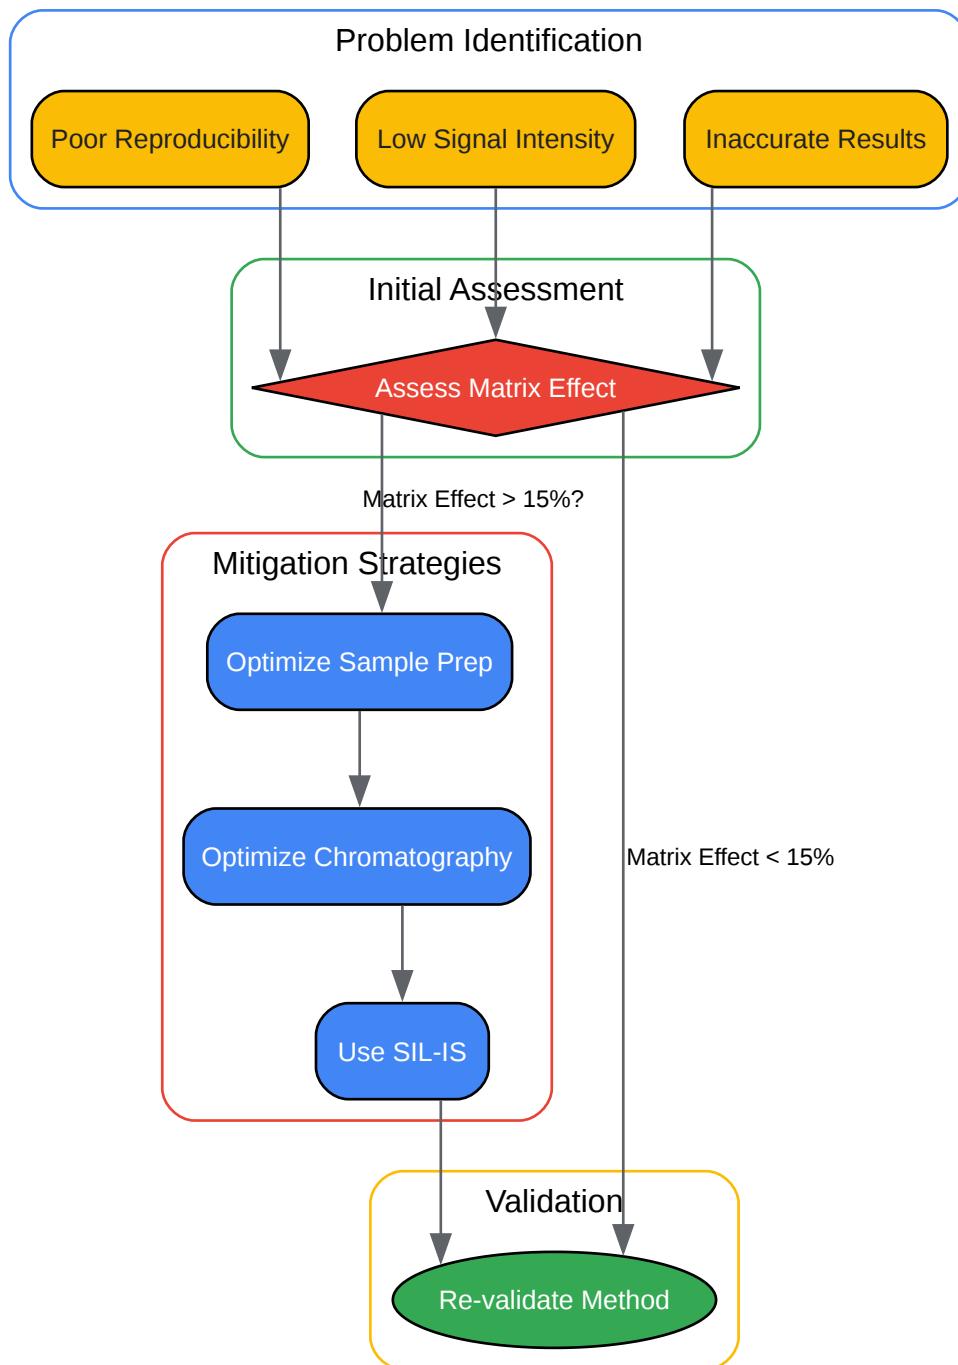 Problem Identification
Poor Reproducibility
Low Signal Intensity
Inaccurate Results
Initial Assessment
Assess Matrix Effect
Matrix Effect > 15%?
Mitigation Strategies
Optimize Sample Prep
Optimize Chromatography
Matrix Effect < 15%
Use SIL-IS
Validation
Re-validate Method